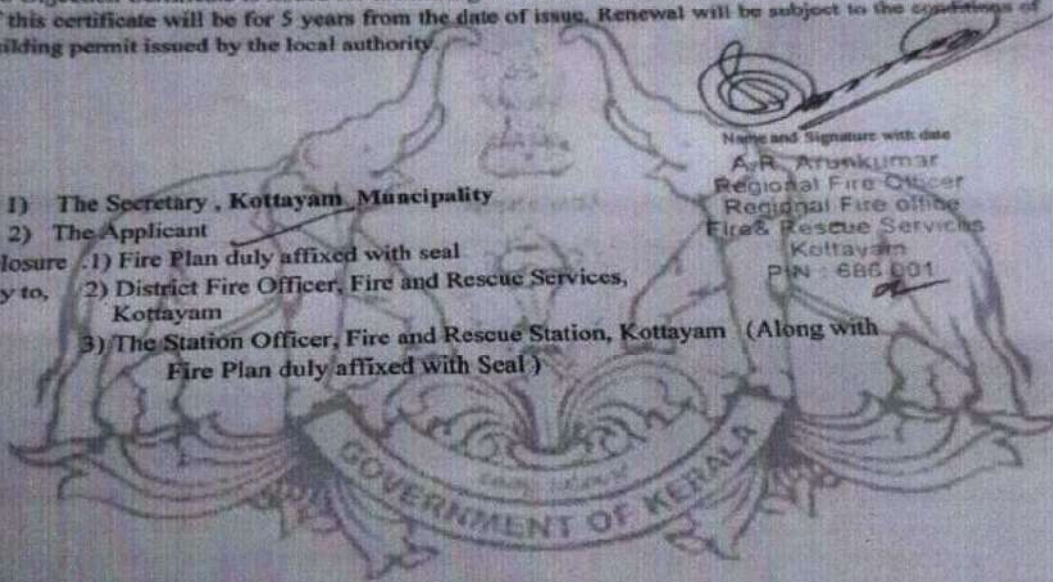 this certificate will be for 5 years from the date of issue. Renewal will be subject to the conditions of
ilding permit issued by the local authority.
Name and Signature with date
A.R. Arunkumar
Regional Fire Officer
Regional Fire office
Fire& Rescue Services
Kottayam
PIN : 686 001
1) The Secretary , Kottayam Muncipality
2) The Applicant
losure .1) Fire Plan duly affixed with seal
y to, 2) District Fire Officer, Fire and Rescue Services,
Kottayam
3) The Station Officer, Fire and Rescue Station, Kottayam (Along with
Fire Plan duly affixed with Seal )
GOVERNMENT OF KERALA